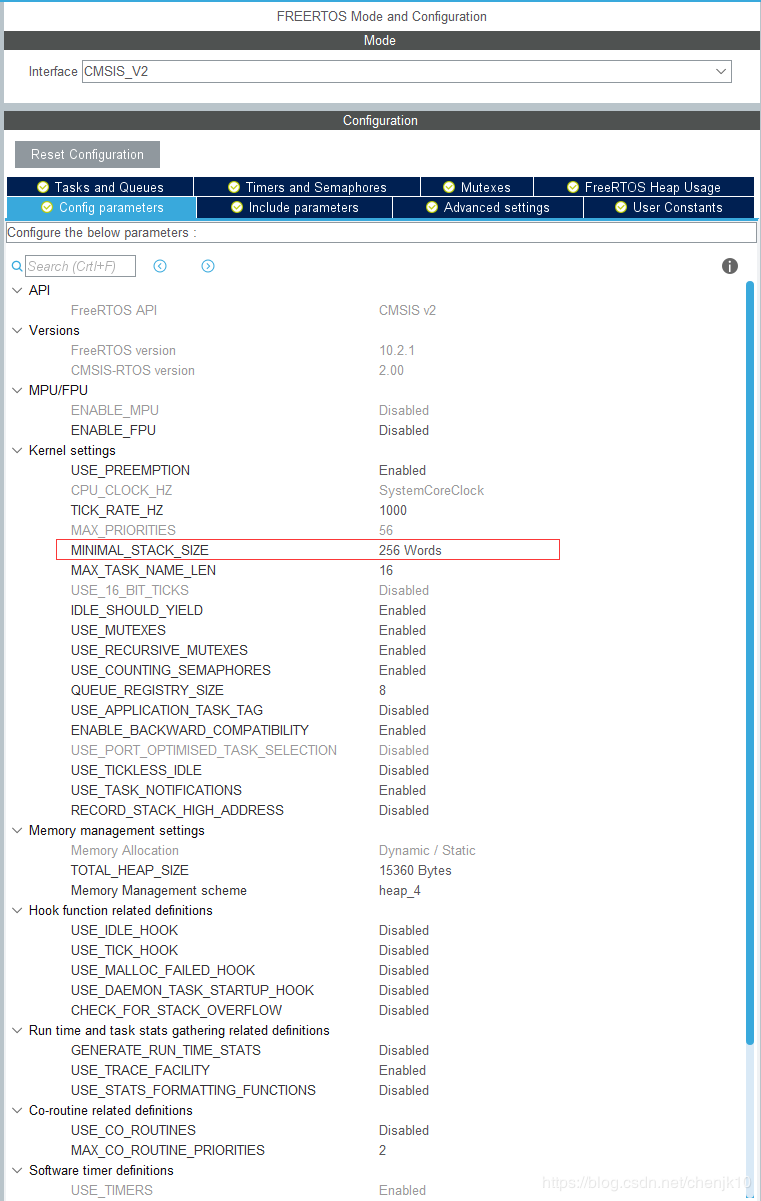 FREERTOS Mode and Configuration
Mode
Interface CMSIS_V2
Configuration
Reset Configuration
Tasks and Queues Timers and Semaphores Mutexes FreeRTOS Heap Usage
Config parameters Include parameters Advanced settings User Constants
Configure the below parameters :
Search (Crtl+F)
API
FreeRTOS API CMSIS v2
Versions
FreeRTOS version 10.2.1
CMSIS-RTOS version 2.00
MPU/FPU
ENABLE_MPU Disabled
ENABLE_FPU Disabled
Kernel settings
USE_PREEMPTION Enabled
CPU_CLOCK_HZ SystemCoreClock
TICK_RATE_HZ 1000
MAX_PRIORITIES 56
MINIMAL_STACK_SIZE 256 Words
MAX_TASK_NAME_LEN 16
USE_16_BIT_TICKS Disabled
IDLE_SHOULD_YIELD Enabled
USE_MUTEXES Enabled
USE_RECURSIVE_MUTEXES Enabled
USE_COUNTING_SEMAPHORES Enabled
QUEUE_REGISTRY_SIZE 8
USE_APPLICATION_TASK_TAG Disabled
ENABLE_BACKWARD_COMPATIBILITY Enabled
USE_PORT_OPTIMISED_TASK_SELECTION Disabled
USE_TICKLESS_IDLE Disabled
USE_TASK_NOTIFICATIONS Enabled
RECORD_STACK_HIGH_ADDRESS Disabled
Memory management settings
Memory Allocation Dynamic / Static
TOTAL_HEAP_SIZE 15360 Bytes
Memory Management scheme heap_4
Hook function related definitions
USE_IDLE_HOOK Disabled
USE_TICK_HOOK Disabled
USE_MALLOC_FAILED_HOOK Disabled
USE_DAEMON_TASK_STARTUP_HOOK Disabled
CHECK_FOR_STACK_OVERFLOW Disabled
Run time and task stats gathering related definitions
GENERATE_RUN_TIME_STATS Disabled
USE_TRACE_FACILITY Enabled
USE_STATS_FORMATTING_FUNCTIONS Disabled
Co-routine related definitions
USE_CO_ROUTINES Disabled
MAX_CO_ROUTINE_PRIORITIES 2
Software timer definitions
USE_TIMERS Enabled
https://blog.csdn.net/chenjk10